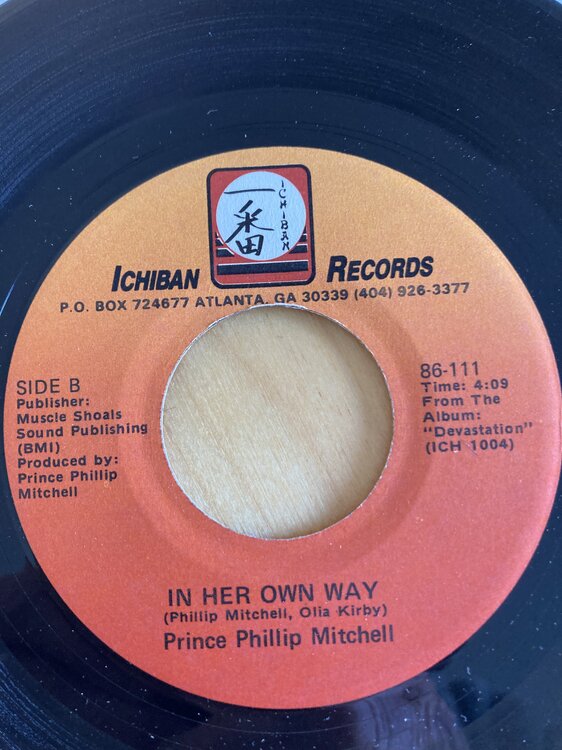 一番
ICHIBAN
ICHIBAN RECORDS
P.O. BOX 724677 ATLANTA, GA 30339 (404) 926-3377
SIDE B
Publisher:
Muscle Shoals
Sound Publishing
(BMI)
Produced by:
Prince Phillip
Mitchell
86-111
Time: 4:09
From The
Album:
"Devastation"
(ICH 1004)
IN HER OWN WAY
(Phillip Mitchell, Olia Kirby)
Prince Phillip Mitchell